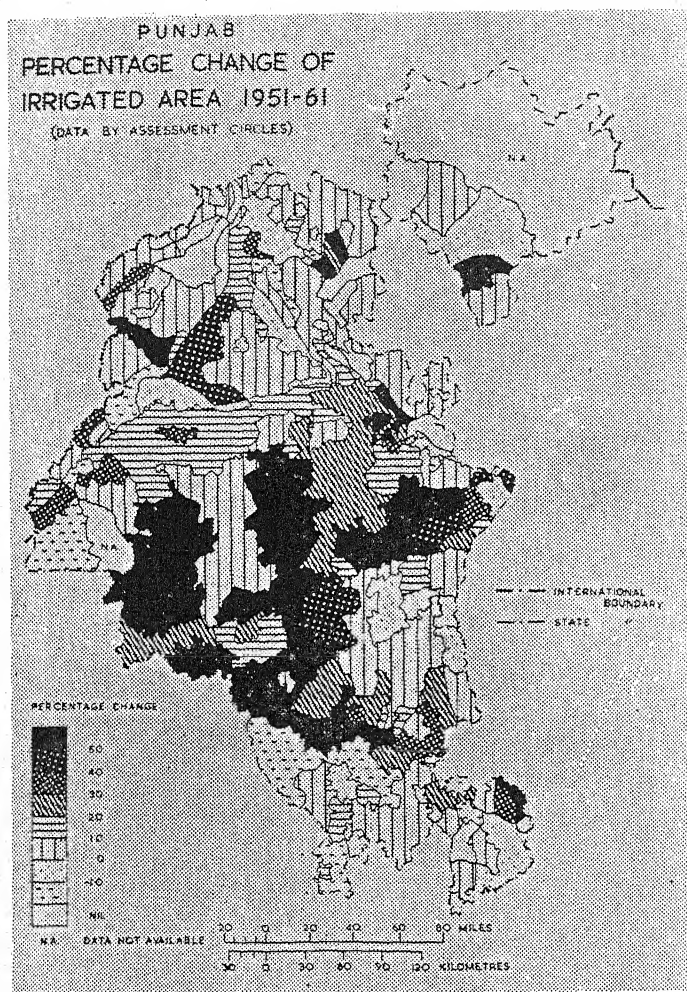 PUNJAB
PERCENTAGE CHANGE OF
IRRIGATED AREA 1951-61
(DATA BY ASSESSMENT CIRCLES)
N.A.
N.A.
INTERNATIONAL
BOUNDARY
STATE "
PERCENTAGE CHANGE
50
40
30
20
10
0
-10
NIL
N.A. DATA NOT AVAILABLE
20 0 20 40 60 80 MILES
30 0 30 60 90 120 KILOMETRES